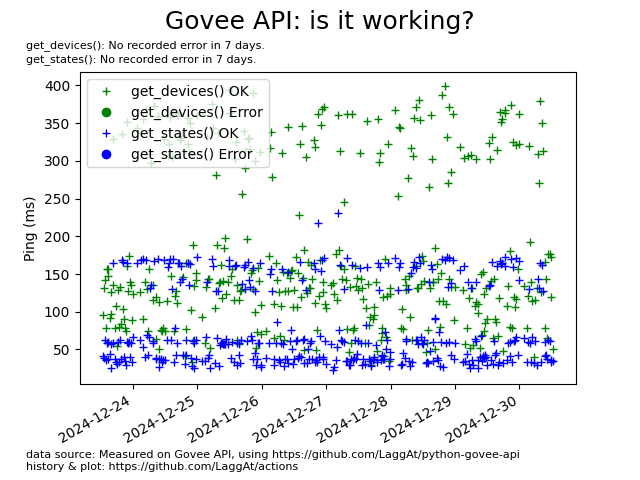 Govee API: is it working?
get_devices(): No recorded error in 7 days.
get_states(): No recorded error in 7 days.
get_devices() OK
get_devices() Error
get_states() OK
get_states() Error
Ping (ms)
400
350
300
250
200
150
100
50
2024-12-24
2024-12-25
2024-12-26
2024-12-27
2024-12-28
2024-12-29
2024-12-30
data source: Measured on Govee API, using https://github.com/LaggAt/python-govee-api
history & plot: https://github.com/LaggAt/actions